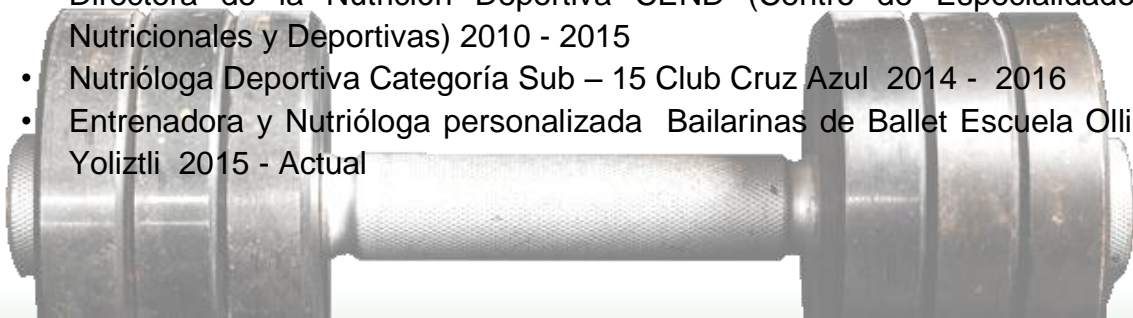 Directora de la Nutrición Deportiva CEND (Centro de Especialidade
Nutricionales y Deportivas) 2010 - 2015
• Nutrióloga Deportiva Categoría Sub – 15 Club Cruz Azul 2014 - 2016
• Entrenadora y Nutrióloga personalizada Bailarinas de Ballet Escuela Olli
Yoliztli 2015 - Actual